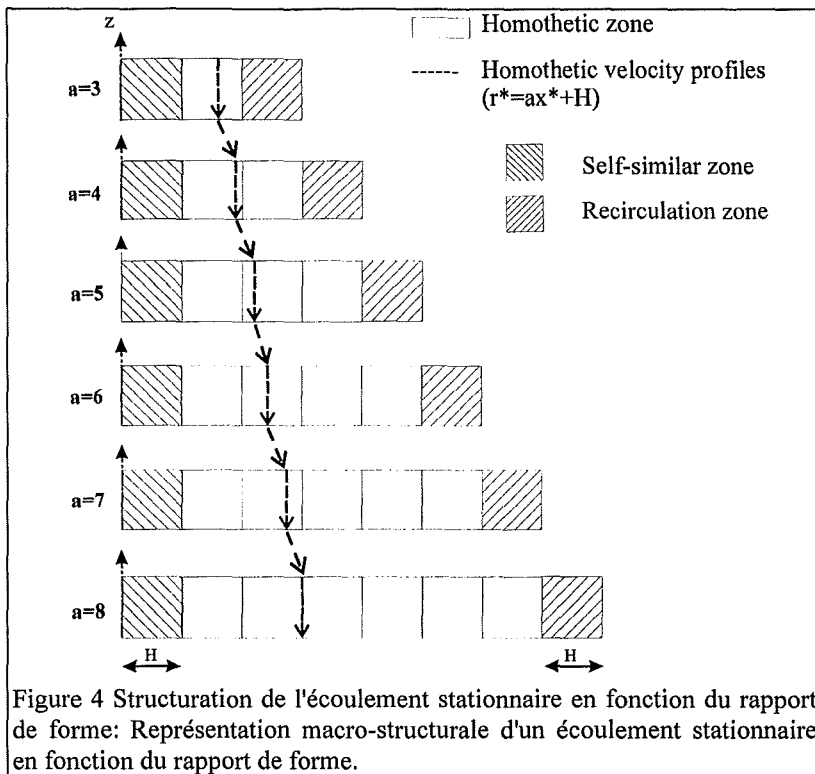 z
Homothetic zone
Homothetic velocity profiles
(r*=ax*+H)
a=3
Self-similar zone
a=4
Recirculation zone
a=5
a=6
a=7
a=8
H
H
Figure 4 Structuration de l'écoulement stationnaire en fonction du rapport
de forme: Représentation macro-structurale d'un écoulement stationnaire
en fonction du rapport de forme.